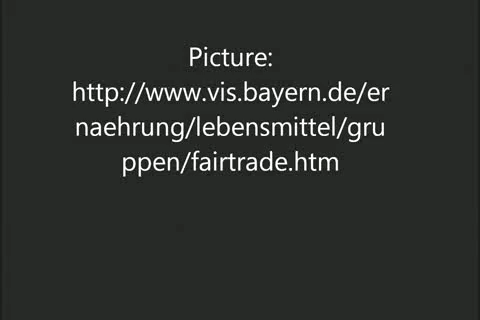 Picture:
http://www.vis.bayern.de/er
naehrung/lebensmittel/gru
ppen/fairtrade.htm